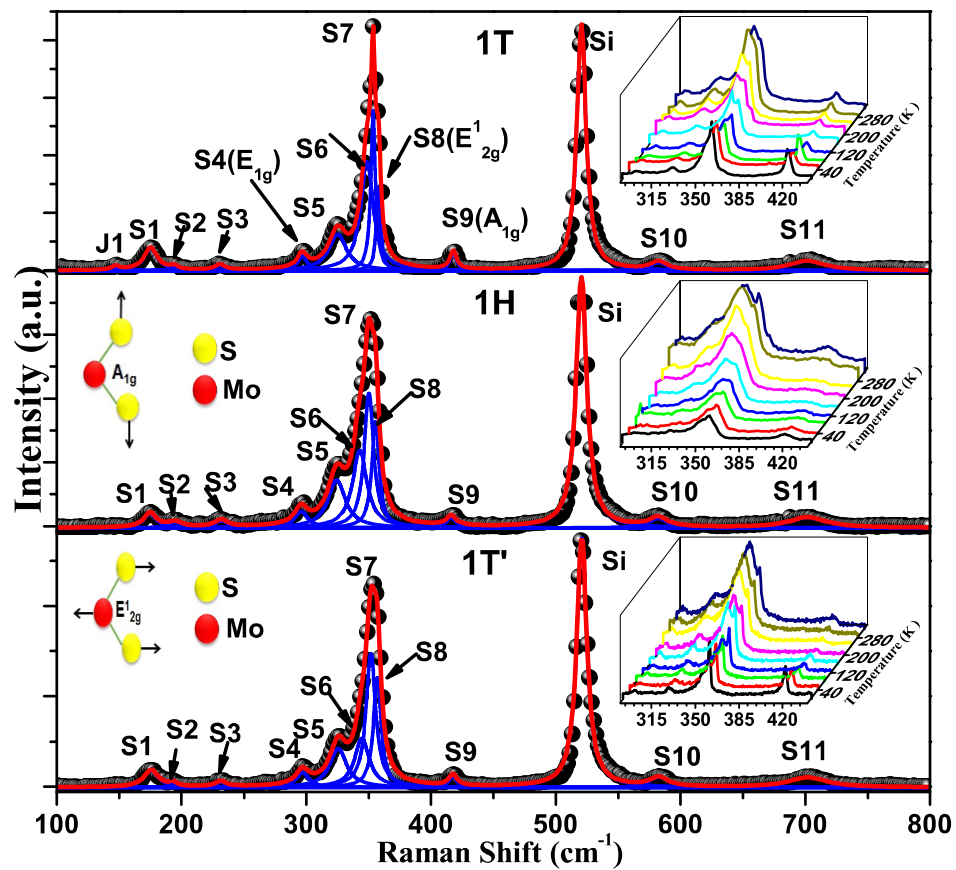 Intensity (a.u.)
1T
J1
S1
S2
S3
S4(E1g)
S5
S6
S7
S8(E¹2g)
S9(A1g)
Si
S10
S11
315 350 385 420
40 120 200 280
Temperature (K)
1H
A1g
S
Mo
S1
S2
S3
S4
S5
S6
S7
S8
S9
Si
S10
S11
315 350 385 420
40 120 200 280
Temperature (K)
1T'
E¹2g
S
Mo
S1
S2
S3
S4
S5
S6
S7
S8
S9
Si
S10
S11
315 350 385 420
40 120 200 280
Temperature (K)
100 200 300 400 500 600 700 800
Raman Shift (cm⁻¹)